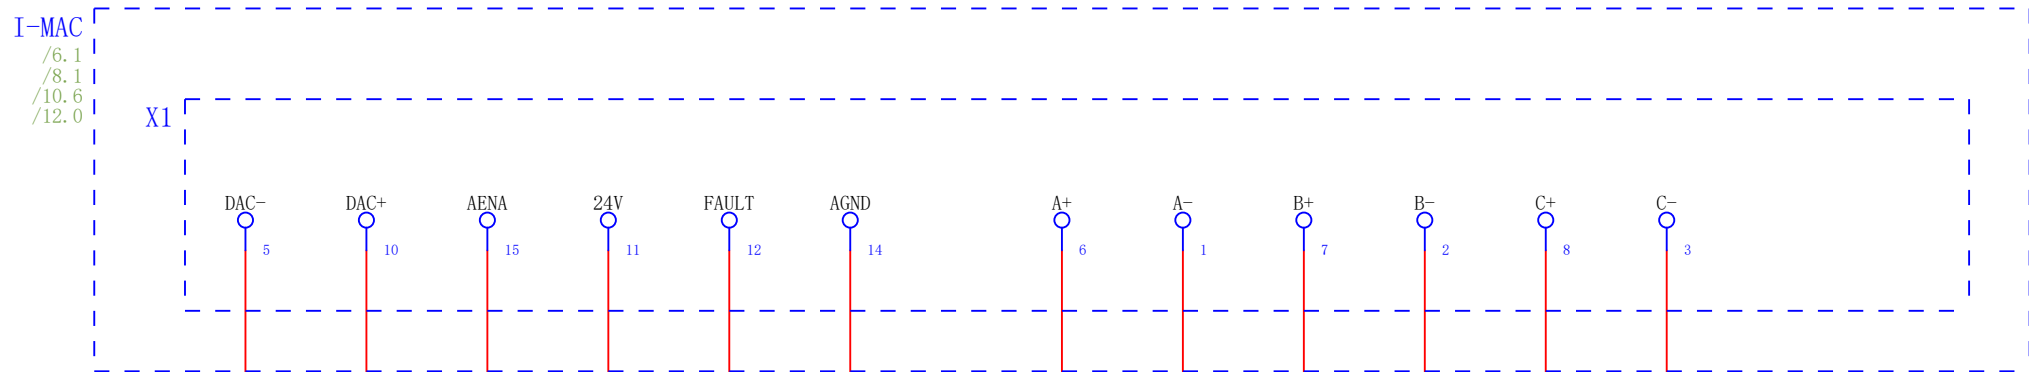 I-MAC
/6.1
/8.1
/10.6
/12.0
X1
DAC- DAC+ AENA 24V FAULT AGND A+ A- B+ B- C+ C-
5 10 15 11 12 14 6 1 7 2 8 3